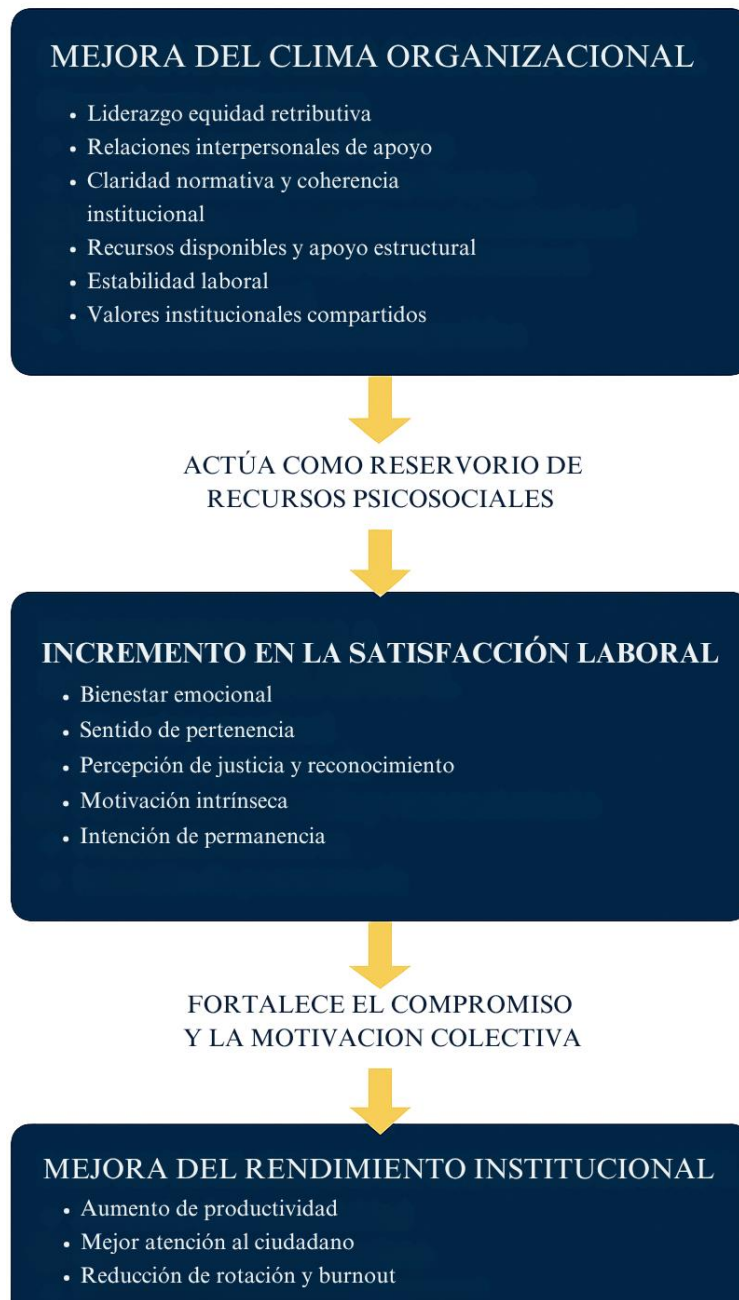 MEJORA DEL CLIMA ORGANIZACIONAL
• Liderazgo equidad retributiva
• Relaciones interpersonales de apoyo
• Claridad normativa y coherencia
institucional
• Recursos disponibles y apoyo estructural
• Estabilidad laboral
• Valores institucionales compartidos
ACTÚA COMO RESERVORIO DE
RECURSOS PSICOSOCIALES
INCREMENTO EN LA SATISFACCIÓN LABORAL
• Bienestar emocional
• Sentido de pertenencia
• Percepción de justicia y reconocimiento
• Motivación intrínseca
• Intención de permanencia
FORTALECE EL COMPROMISO
Y LA MOTIVACION COLECTIVA
MEJORA DEL RENDIMIENTO INSTITUCIONAL
• Aumento de productividad
• Mejor atención al ciudadano
• Reducción de rotación y burnout